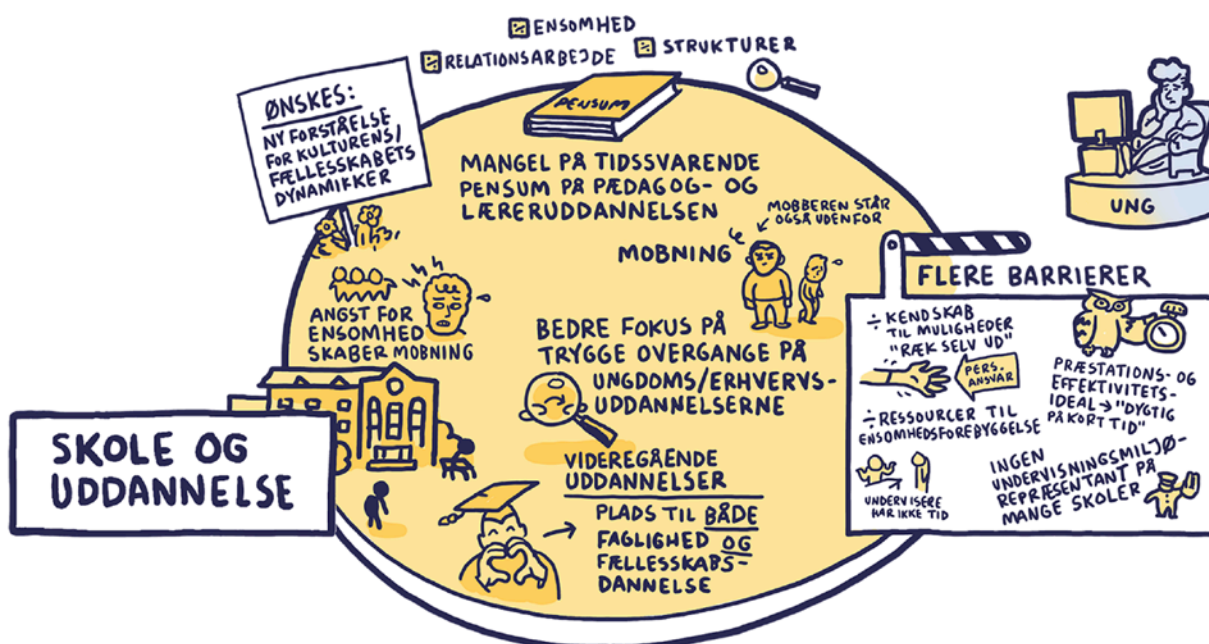 % ENSOMHED
% RELATIONSARBEJDE
% STRUKTURER
PENSUM
ØNSKES:
NY FORSTÅELSE
FOR KULTURENS/
FÆLLESSKABETS
DYNAMIKKER
MANGEL PÅ TIDSSVARENDE
PENSUM PÅ PÆDAGOG- OG
LÆRERUDDANNELSEN
MOBBEREN STÅR
OGSÅ UDENFOR
MOBNING
ANGST FOR
ENSOMHED
SKABER MOBNING
BEDRE FOKUS PÅ
TRYGGE OVERGANGE PÅ
UNGDOMS/ERHVERVS-
UDDANNELSERNE
SKOLE OG
UDDANNELSE
VIDEREGÅENDE
UDDANNELSER
PLADS TIL BÅDE
FAGLIGHED OG
FÆLLESSKABS-
DANNELSE
UNG
FLERE BARRIERER
÷ KENDSKAB
TIL MULIGHEDER
"RÆK SELV UD"
PERS.
ANSVAR
÷ RESSOURCER TIL
ENSOMHEDSFOREBYGGELSE
UNDERVISERE
HAR IKKE TID
PRÆSTATIONS- OG
EFFEKTIVITETS-
IDEAL → "DYGTIG
PÅ KORT TID"
INGEN
UNDERVISNINGSMILJØ-
REPRÆSENTANT PÅ
MANGE SKOLER